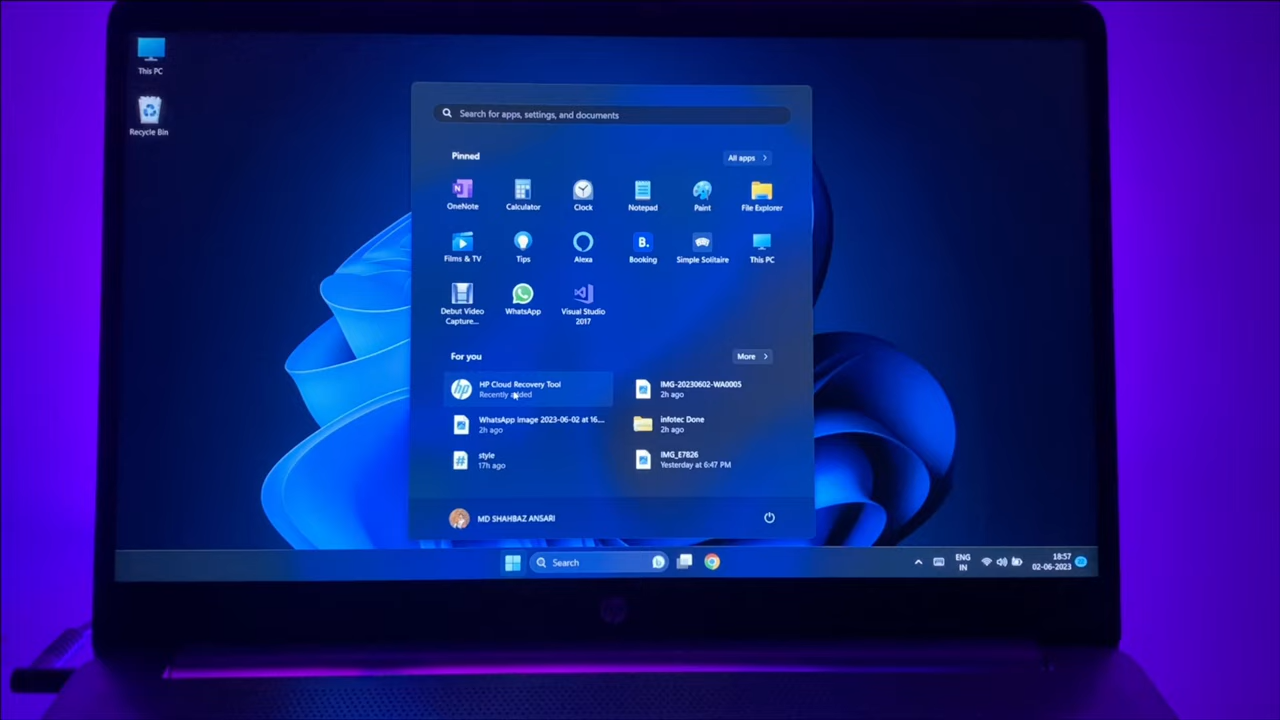 This PC
Recycle Bin
Search for apps, settings, and documents
Pinned
All apps
N
OneNote
Calculator
Clock
Notepad
Paint
File Explorer
Films & TV
Tips
Alexa
B.
Booking
Simple Solitaire
This PC
Debut Video
Capture...
WhatsApp
Visual Studio
2017
For you
More
hp
HP Cloud Recovery Tool
Recently added
IMG-20230602-WA0005
2h ago
WhatsApp Image 2023-06-02 at 16....
2h ago
infotec Done
2h ago
#
style
17h ago
IMG_E7826
Yesterday at 6:47 PM
MD SHAHBAZ ANSARI
Search
b
ENG
IN
18:57
02-06-2023
hp